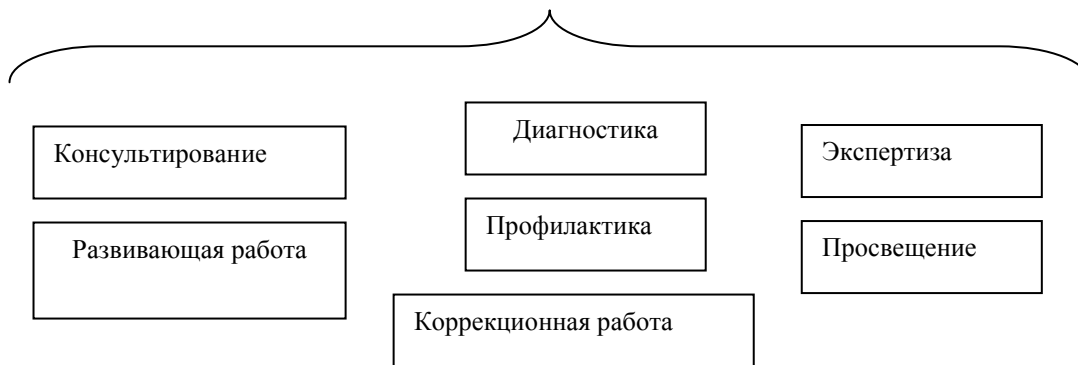 Консультирование
Диагностика
Экспертиза
Развивающая работа
Профилактика
Просвещение
Коррекционная работа